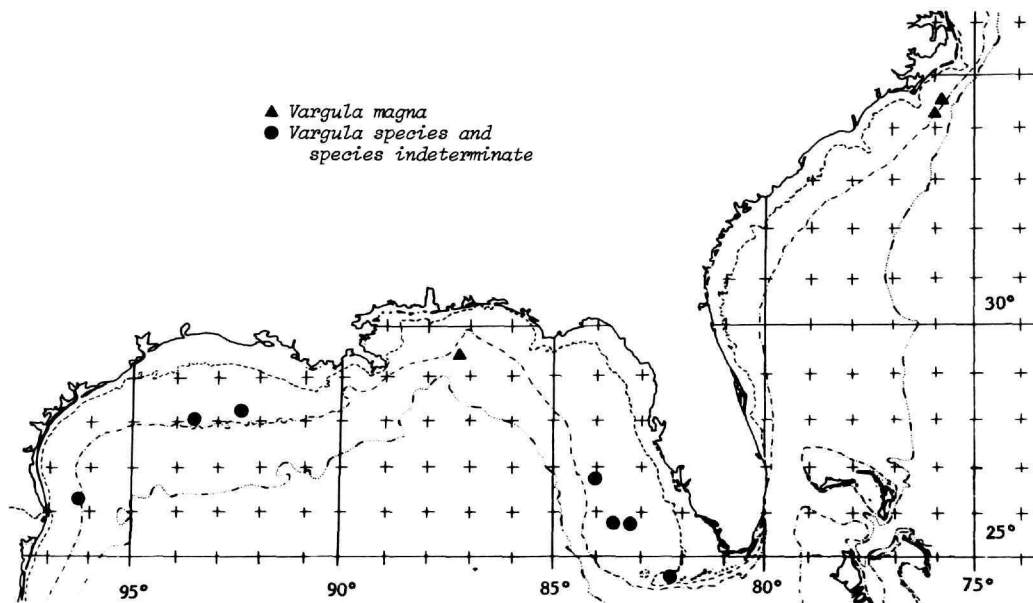 ▲ Vargula magna
● Vargula species and
species indeterminate
30°
25°
95°
90°
85°
80°
75°